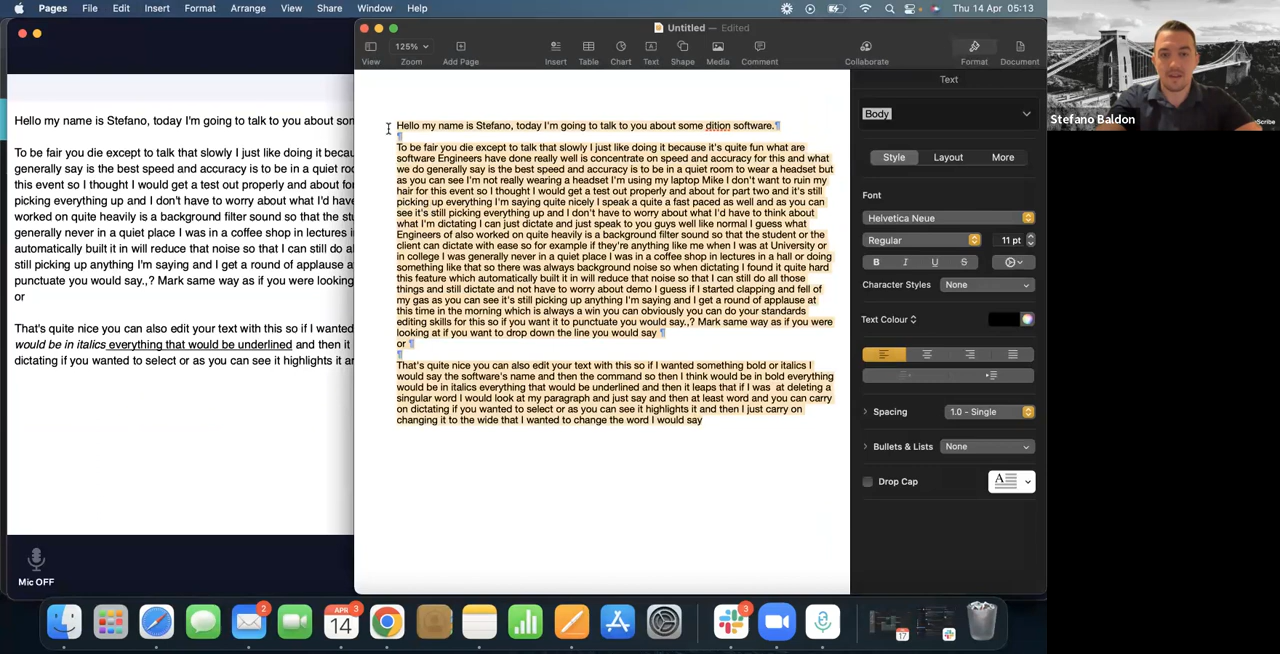 Pages File Edit Insert Format Arrange View Share Window Help
Thu 14 Apr 05:13
Untitled — Edited
125%
View Zoom Add Page Insert Table Chart Text Shape Media Comment Collaborate Format Document
Hello my name is Stefano, today I'm going to talk to you about som
To be fair you die except to talk that slowly I just like doing it becau
generally say is the best speed and accuracy is to be in a quiet roo
this event so I thought I would get a test out properly and about for
picking everything up and I don't have to worry about what I'd have
worked on quite heavily is a background filter sound so that the stu
generally never in a quiet place I was in a coffee shop in lectures in
automatically built it in will reduce that noise so that I can still do al
still picking up anything I'm saying and I get a round of applause at
punctuate you would say.,? Mark same way as if you were looking
or
That's quite nice you can also edit your text with this so if I wanted
would be in italics everything that would be underlined and then it
dictating if you wanted to select or as you can see it highlights it ar
Mic OFF
Hello my name is Stefano, today I'm going to talk to you about some dition software.¶
¶
To be fair you die except to talk that slowly I just like doing it because it's quite fun what are
software Engineers have done really well is concentrate on speed and accuracy for this and what
we do generally say is the best speed and accuracy is to be in a quiet room to wear a headset but
as you can see I'm not really wearing a headset I'm using my laptop Mike I don't want to ruin my
hair for this event so I thought I would get a test out properly and about for part two and it's still
picking up everything I'm saying quite nicely I speak a quite a fast paced as well and as you can
see it's still picking everything up and I don't have to worry about what I'd have to think about
what I'm dictating I can just dictate and just speak to you guys well like normal I guess what
Engineers of also worked on quite heavily is a background filter sound so that the student of the
client can dictate with ease so for example if they're anything like me when I was at University or
in college I was generally never in a quiet place I was in a coffee shop in lectures in a hall or doing
something like that so there was always background noise so when dictating I found it quite hard
this feature which automatically built it in will reduce that noise so that I can still do all those
things and still dictate and not have to worry about demo I guess if I started clapping and fell of
my gas as you can see it's still picking up anything I'm saying and I get a round of applause at
this time in the morning which is always a win you can obviously you can do your standards
editing skills for this so if you want it to punctuate you would say.,? Mark same way as if you were
looking at if you want to drop down the line you would say ¶
or ¶
¶
That's quite nice you can also edit your text with this so if I wanted something bold or italics I
would say the software's name and then the command so then I think would be in bold everything
would be in italics everything that would be underlined and then it leaps that if I was  at deleting a
singular word I would look at my paragraph and just say and then at least word and you can carry
on dictating if you wanted to select or as you can see it highlights it and then I just carry on
changing it to the wide that I wanted to change the word I would say
Text
Body
Style Layout More
Font
Helvetica Neue
Regular 11 pt
B I U S
Character Styles None
Text Colour
Spacing 1.0 - Single
Bullets & Lists None
Drop Cap
A
Stefano Baldon
Scribe
2
APR 3
14
3
17